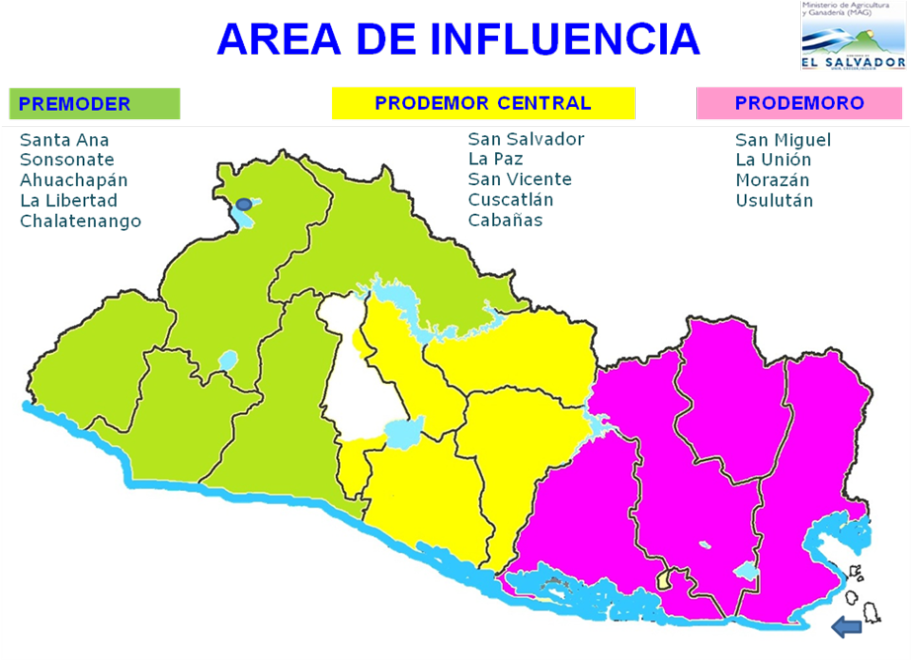 Ministerio de Agricultura
y Ganadería (MAG)
AREA DE INFLUENCIA
EL SALVADOR
PREMODER
PRODEMOR CENTRAL
PRODEMORO
Santa Ana
Sonsonate
Ahuachapán
La Libertad
Chalatenango
San Salvador
La Paz
San Vicente
Cuscatlán
Cabañas
San Miguel
La Unión
Morazán
Usulután